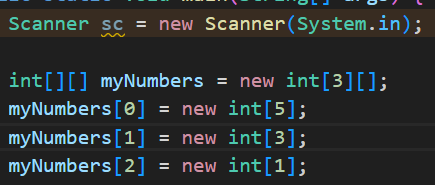 Scanner sc = new Scanner(System.in);
int[][] myNumbers = new int[3][];
myNumbers[0] = new int[5];
myNumbers[1] = new int[3];
myNumbers[2] = new int[1];